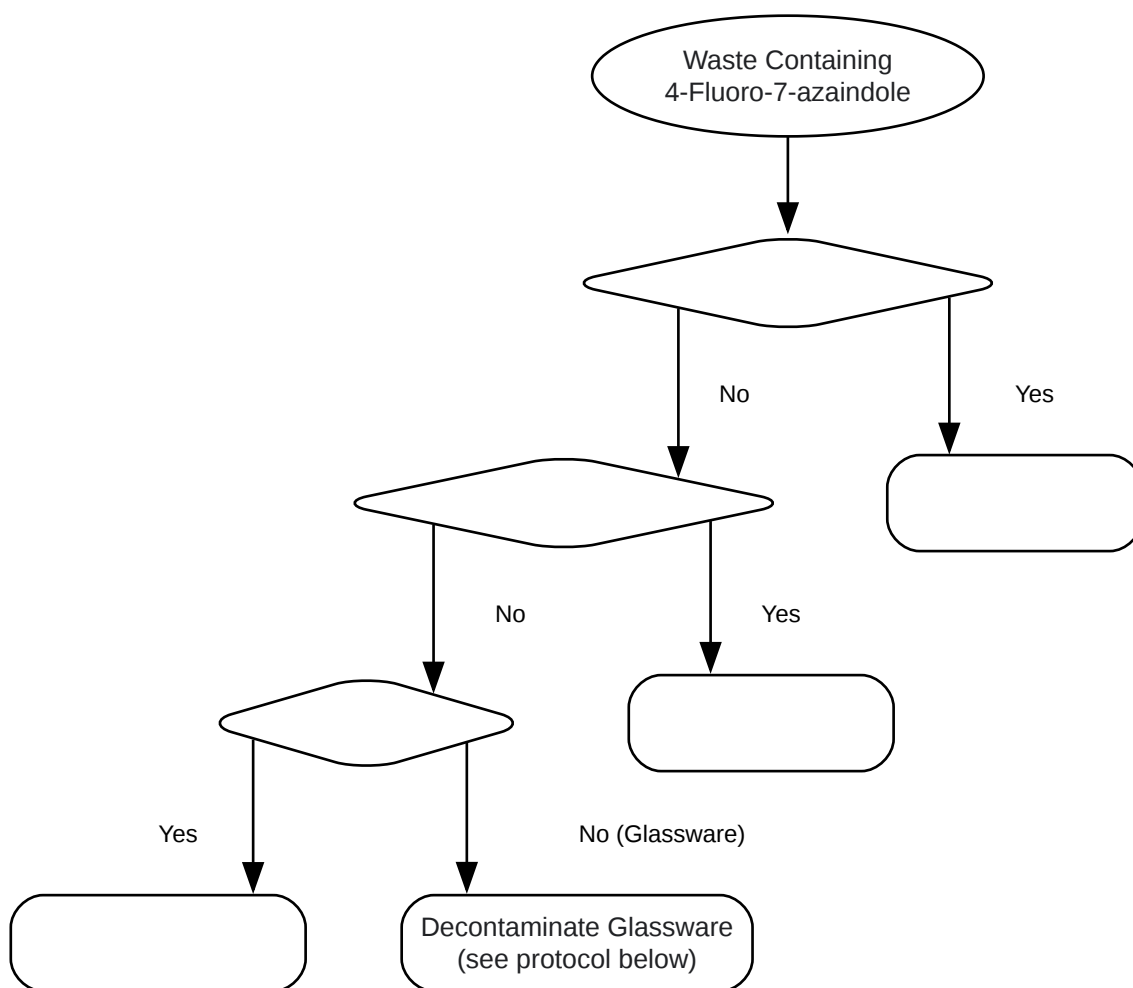 Waste Containing
4-Fluoro-7-azaindole
No
Yes
No
Yes
Yes
No (Glassware)
Decontaminate Glassware
(see protocol below)